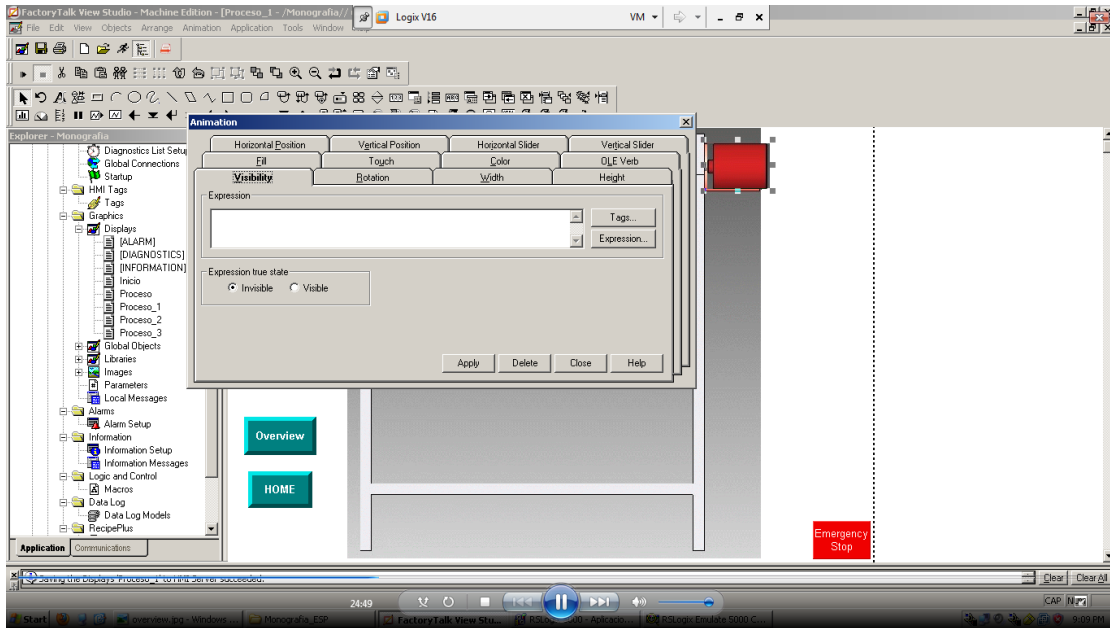 FactoryTalk View Studio - Machine Edition - [Proceso_1 - /Monografia//
Logix V16
VM
File Edit View Objects Arrange Animation Application Tools Window
Explorer - Monografia
Diagnostics List Setu
Global Connections
Startup
HMI Tags
Tags
Graphics
Displays
[ALARM]
[DIAGNOSTICS]
[INFORMATION]
Inicio
Proceso
Proceso_1
Proceso_2
Proceso_3
Global Objects
Libraries
Images
Parameters
Local Messages
Alarms
Alarm Setup
Information
Information Setup
Information Messages
Logic and Control
Macros
Data Log
Data Log Models
RecipePlus
Application Communications
Animation
Horizontal Position Vertical Position Horizontal Slider Vertical Slider
Fill Touch Color OLE Verb
Visibility Rotation Width Height
Expression
Tags...
Expression...
Expression true state
Invisible Visible
Apply Delete Close Help
Overview
HOME
Emergency
Stop
Saving the Displays 'Proceso_1' to HMI Server succeeded.
Clear Clear All
24:49
CAP NUM
Start
overview.jpg - Windows ...
Monografia_ESP
FactoryTalk View Stu...
RSLogix Emulate 5000 C...
9:09 PM